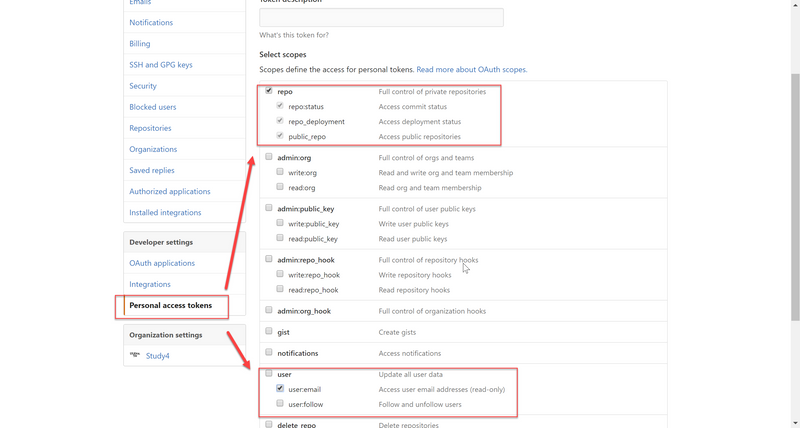 Emails
Notifications
Billing
SSH and GPG keys
Security
Blocked users
Repositories
Organizations
Saved replies
Authorized applications
Installed integrations
Developer settings
OAuth applications
Integrations
Personal access tokens
Organization settings
Study4
Token description
What's this token for?
Select scopes
Scopes define the access for personal tokens. Read more about OAuth scopes.
repo Full control of private repositories
repo:status Access commit status
repo_deployment Access deployment status
public_repo Access public repositories
admin:org Full control of orgs and teams
write:org Read and write org and team membership
read:org Read org and team membership
admin:public_key Full control of user public keys
write:public_key Write user public keys
read:public_key Read user public keys
admin:repo_hook Full control of repository hooks
write:repo_hook Write repository hooks
read:repo_hook Read repository hooks
admin:org_hook Full control of organization hooks
gist Create gists
notifications Access notifications
user Update all user data
user:email Access user email addresses (read-only)
user:follow Follow and unfollow users
delete_repo Delete repositories